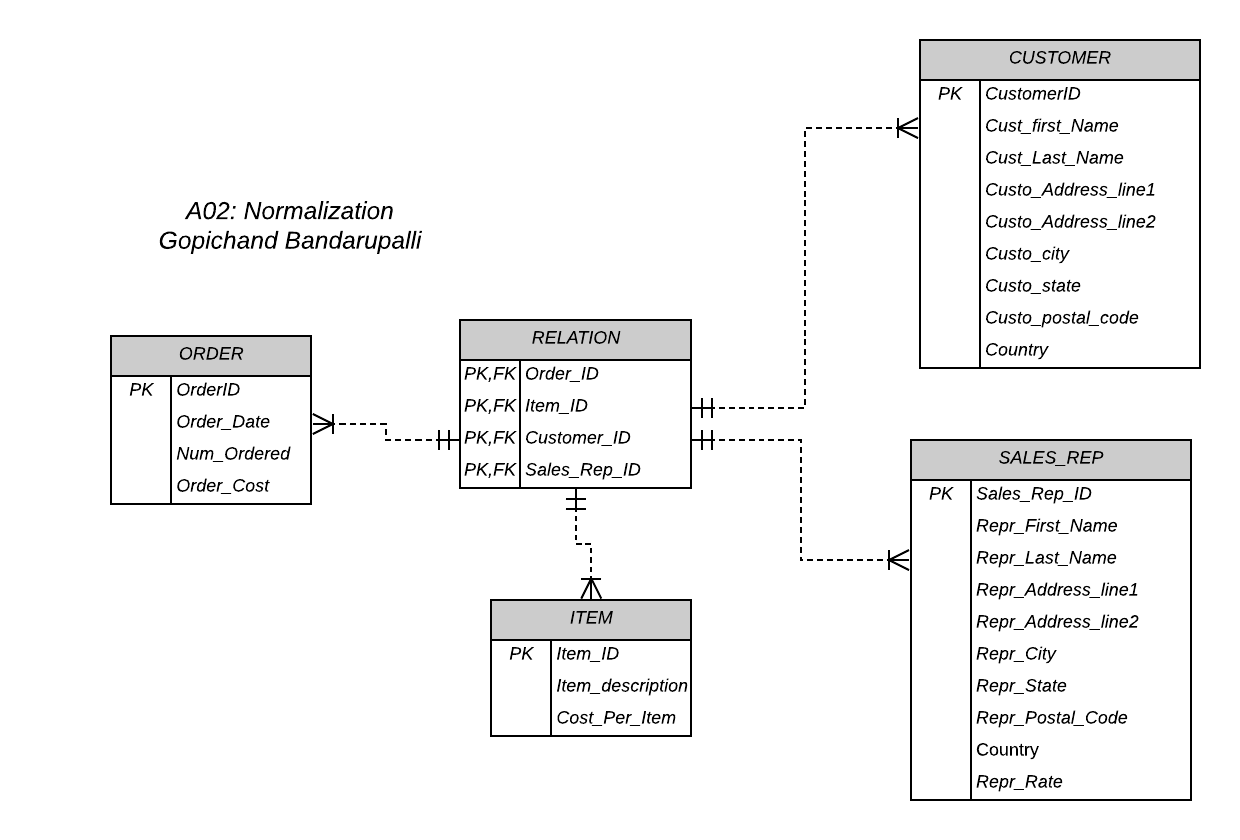 A02: Normalization
Gopichand Bandarupalli
ORDER
PK OrderID
Order_Date
Num_Ordered
Order_Cost
RELATION
PK,FK Order_ID
PK,FK Item_ID
PK,FK Customer_ID
PK,FK Sales_Rep_ID
ITEM
PK Item_ID
Item_description
Cost_Per_Item
CUSTOMER
PK CustomerID
Cust_first_Name
Cust_Last_Name
Custo_Address_line1
Custo_Address_line2
Custo_city
Custo_state
Custo_postal_code
Country
SALES_REP
PK Sales_Rep_ID
Repr_First_Name
Repr_Last_Name
Repr_Address_line1
Repr_Address_line2
Repr_City
Repr_State
Repr_Postal_Code
Country
Repr_Rate